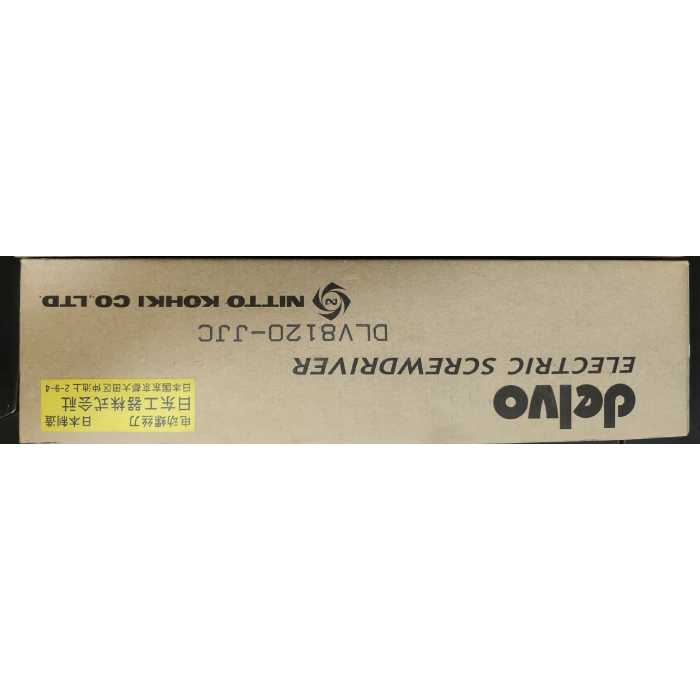 delvo
ELECTRIC SCREWDRIVER
DLV8120-JJC
NITTO KOHKI CO.,LTD.
电动螺丝刀 日本制造
日东工器株式会社
日本国东京都大田区仲池上 2-9-4